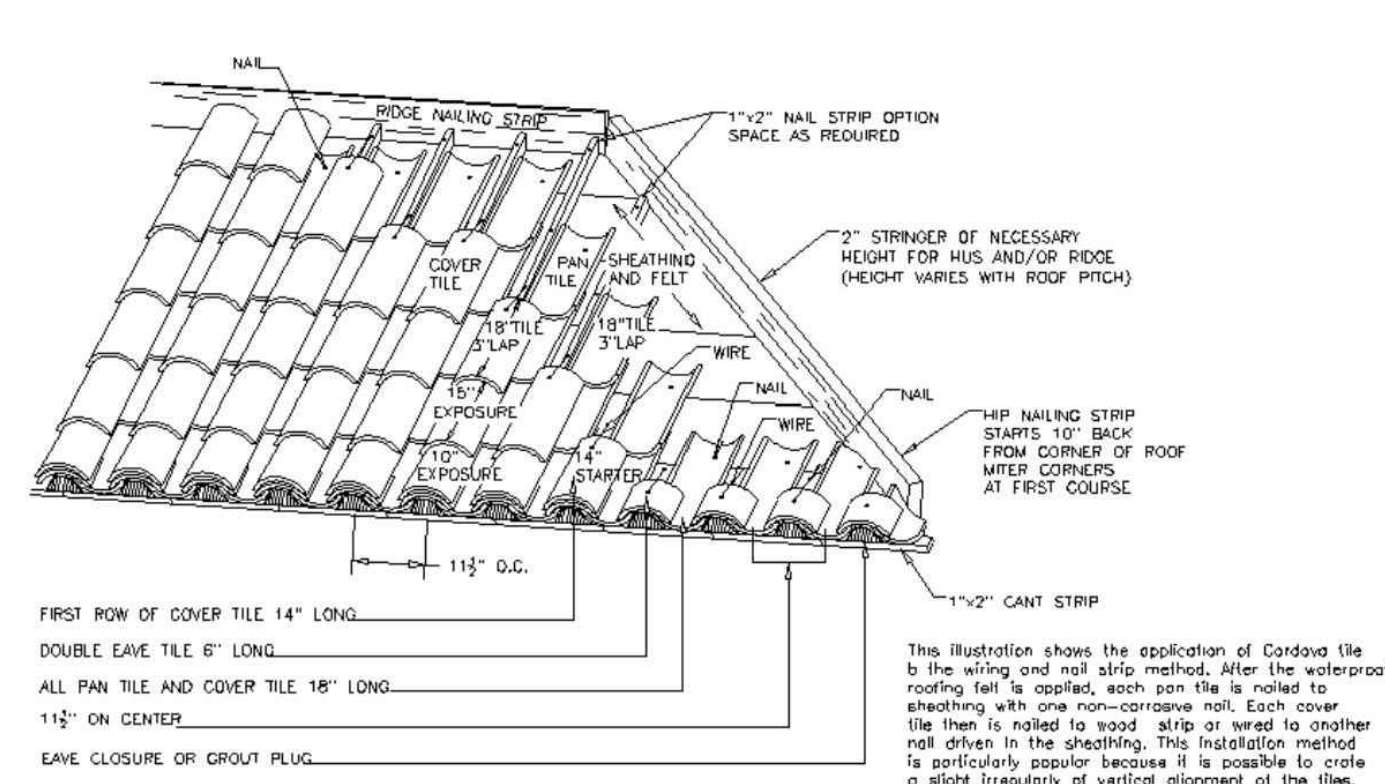 NAIL
RIDGE NAILING STRIP
1"x2" NAIL STRIP OPTION
SPACE AS REQUIRED
2" STRINGER OF NECESSARY
HEIGHT FOR HUS AND/OR RIDGE
(HEIGHT VARIES WITH ROOF PITCH)
COVER
TILE
PAN
TILE
SHEATHING
AND FELT
18"TILE
3"LAP
18"TILE
3"LAP
WIRE
NAIL
WIRE
NAIL
15"
EXPOSURE
10"
EXPOSURE
14"
STARTER
HIP NAILING STRIP
STARTS 10" BACK
FROM CORNER OF ROOF
MITER CORNERS
AT FIRST COURSE
11½" O.C.
1"x2" CANT STRIP
FIRST ROW OF COVER TILE 14" LONG
DOUBLE EAVE TILE 6" LONG
ALL PAN TILE AND COVER TILE 18" LONG
11½" ON CENTER
EAVE CLOSURE OR GROUT PLUG
This illustration shows the application of Cordova tile
b the wiring and nail strip method. After the waterproof
roofing felt is applied, each pan tile is nailed to
sheathing with one non-corrosive nail. Each cover
tile then is nailed to wood strip or wired to another
nail driven in the sheathing. This installation method
is particularly popular because it is possible to crate
a slight irregularly of vertical alignment of the tiles.